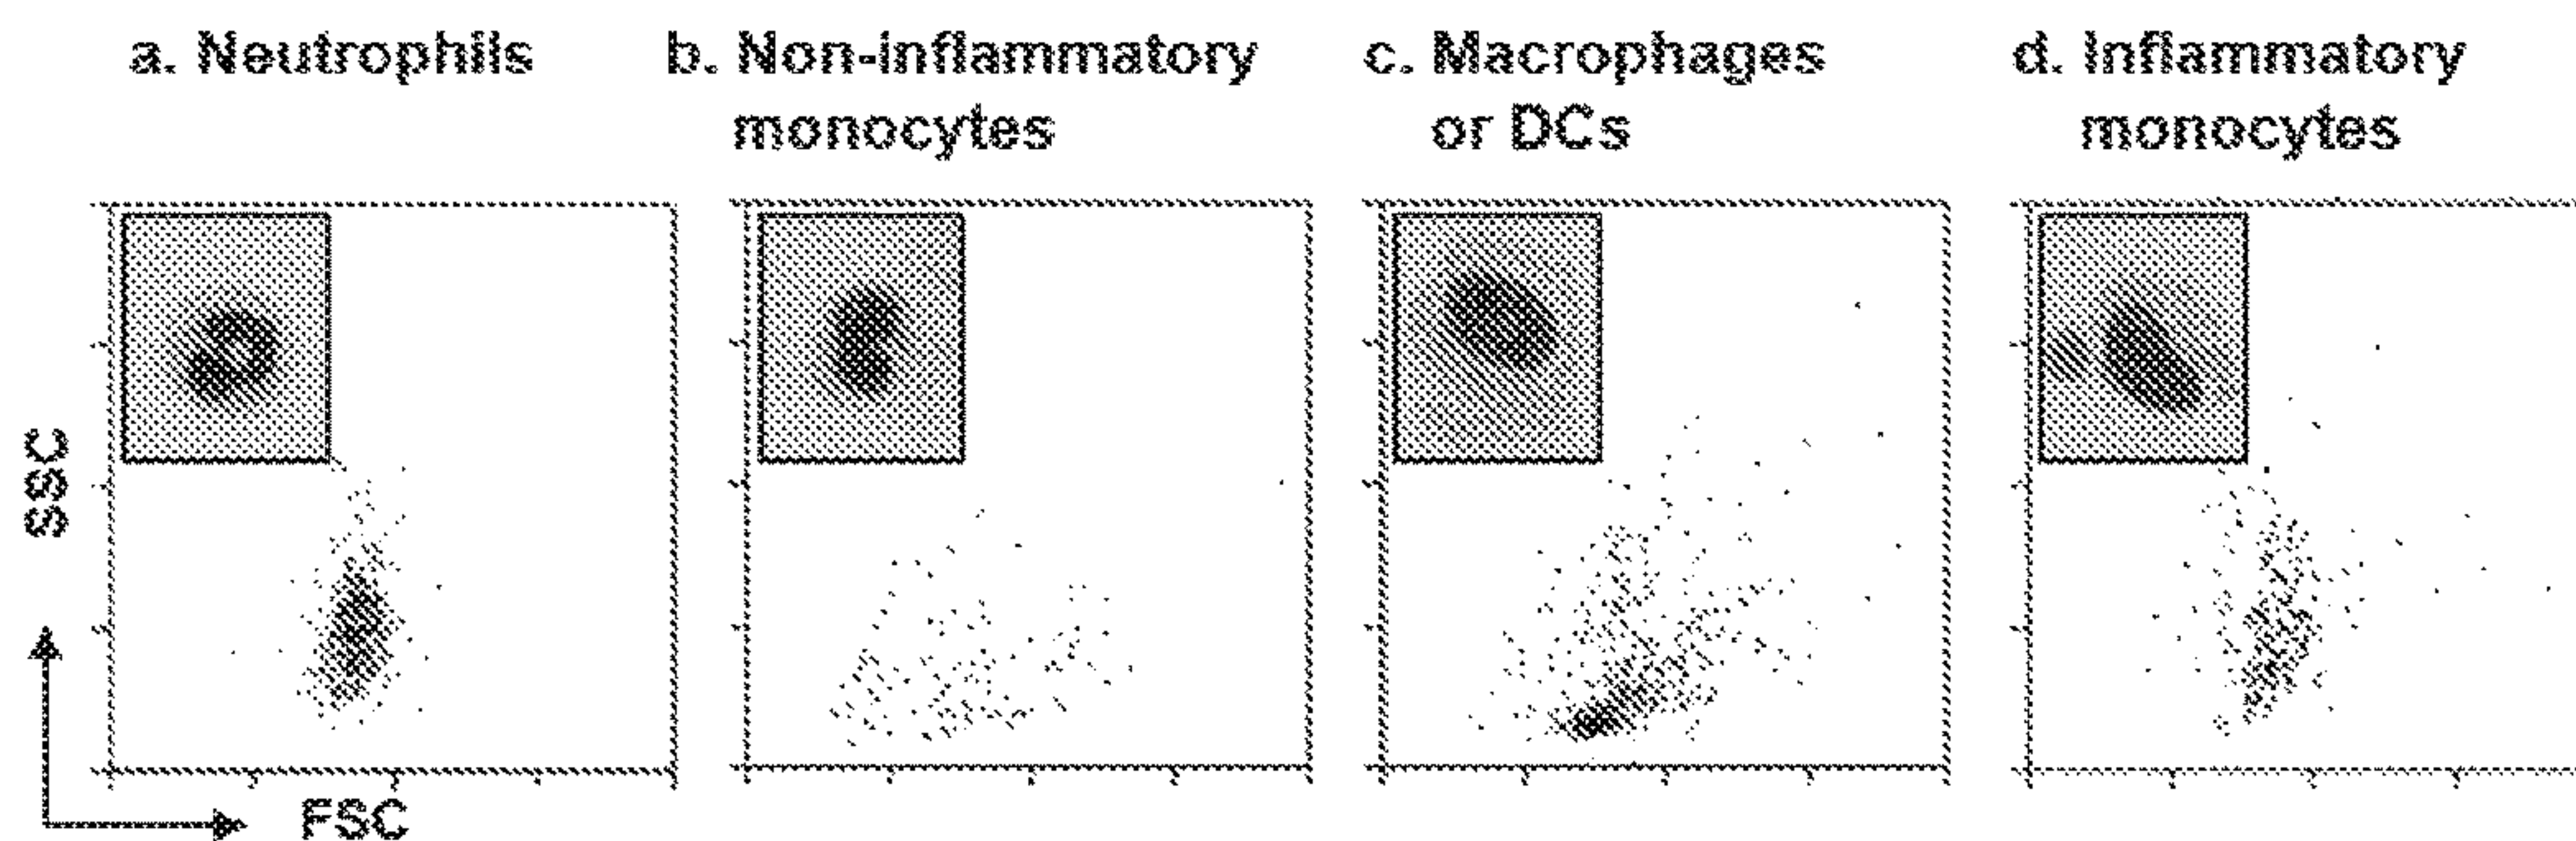 a. Neutrophils
b. Non-inflammatory
monocytes
c. Macrophages
or DCs
d. Inflammatory
monocytes
SSC
FSC